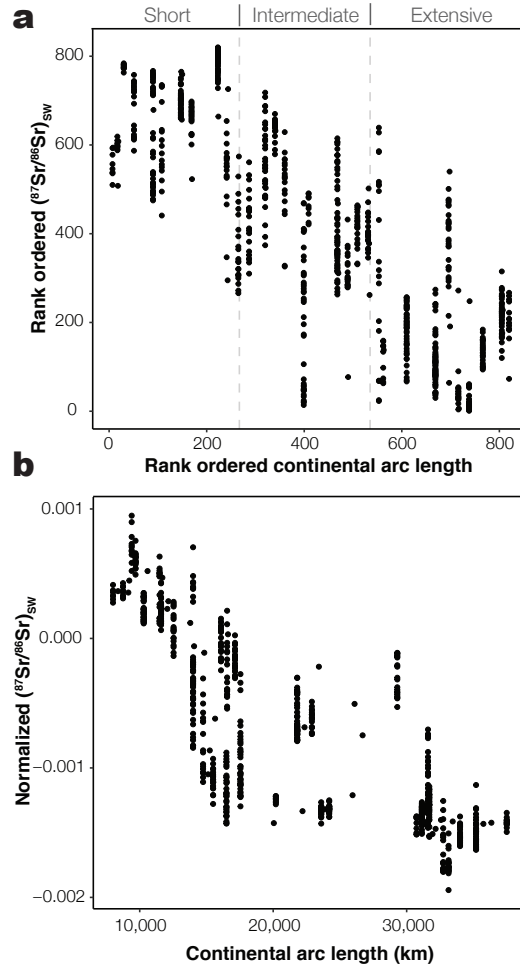 a
Short | Intermediate | Extensive
Rank ordered (⁸⁷Sr/⁸⁶Sr)SW
800
600
400
200
0
0 200 400 600 800
Rank ordered continental arc length
b
Normalized (⁸⁷Sr/⁸⁶Sr)SW
0.001
0.000
−0.001
−0.002
10,000 20,000 30,000
Continental arc length (km)